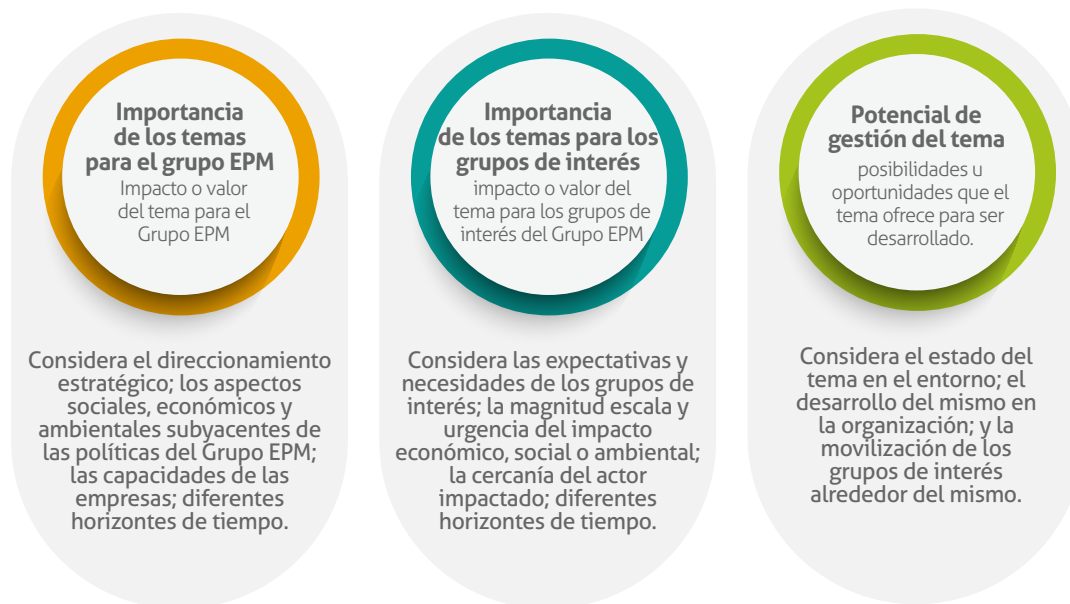 Importancia
de los temas
para el grupo EPM
Impacto o valor
del tema para el
Grupo EPM
Considera el direccionamiento
estratégico; los aspectos
sociales, económicos y
ambientales subyacentes de
las políticas del Grupo EPM;
las capacidades de las
empresas; diferentes
horizontes de tiempo.
Importancia
de los temas para los
grupos de interés
impacto o valor del
tema para los grupos de
interés del Grupo EPM
Considera las expectativas y
necesidades de los grupos de
interés; la magnitud escala y
urgencia del impacto
económico, social o ambiental;
la cercanía del actor
impactado; diferentes
horizontes de tiempo.
Potencial de
gestión del tema
posibilidades u
oportunidades que el
tema ofrece para ser
desarrollado.
Considera el estado del
tema en el entorno; el
desarrollo del mismo en
la organización; y la
movilización de los
grupos de interés
alrededor del mismo.